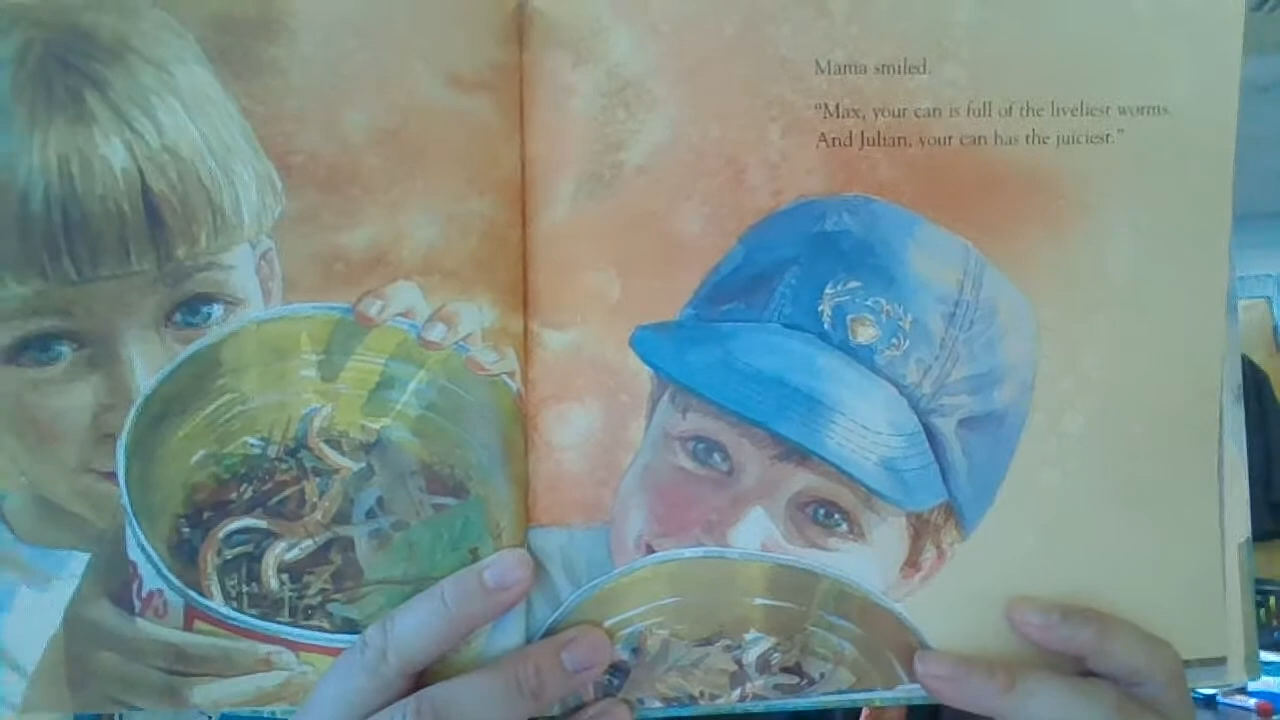 Mama smiled.
"Max, your can is full of the liveliest worms.
And Julian, your can has the juiciest."